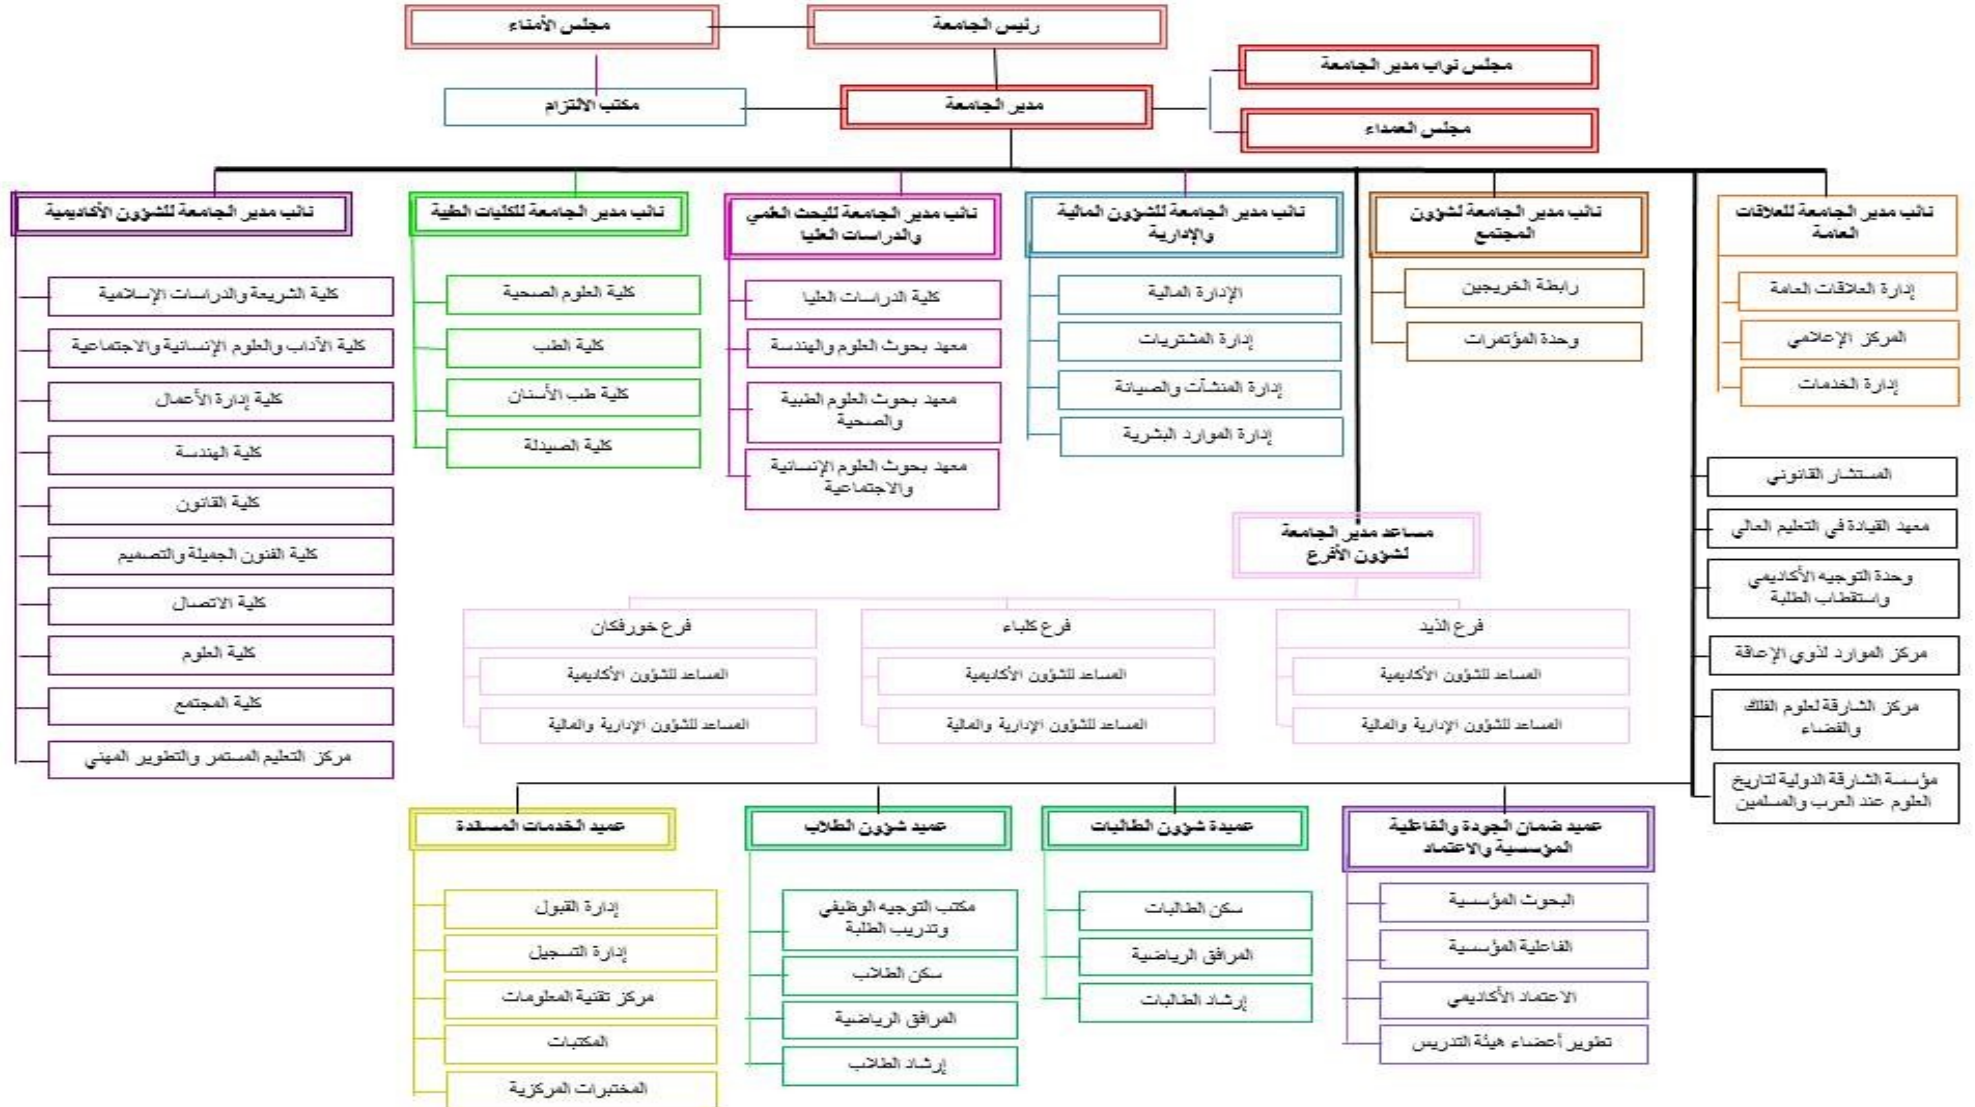 رئيس الجامعة
مجلس الأمناء
مجلس نواب مدير الجامعة
مدير الجامعة
مكتب الالتزام
مجلس العمداء
نائب مدير الجامعة للعلاقات
العامة
إدارة العلاقات العامة
المركز الإعلامي
إدارة الخدمات
نائب مدير الجامعة لشؤون
المجتمع
رابطة الخريجين
وحدة المؤتمرات
نائب مدير الجامعة للشؤون المالية
والإدارية
الإدارة المالية
إدارة المشتريات
إدارة المنشآت والصيانة
إدارة الموارد البشرية
نائب مدير الجامعة للبحث العلمي
والدراسات العليا
كلية الدراسات العليا
معهد بحوث العلوم والهندسة
معهد بحوث العلوم الطبية
والصحية
معهد بحوث العلوم الإنسانية
والاجتماعية
نائب مدير الجامعة للكليات الطبية
كلية العلوم الصحية
كلية الطب
كلية طب الأسنان
كلية الصيدلة
نائب مدير الجامعة للشؤون الأكاديمية
كلية الشريعة والدراسات الإسلامية
كلية الآداب والعلوم الإنسانية والاجتماعية
كلية إدارة الأعمال
كلية الهندسة
كلية القانون
كلية الفنون الجميلة والتصميم
كلية الاتصال
كلية العلوم
كلية المجتمع
مركز التعليم المستمر والتطوير المهني
المستشار القانوني
معهد القيادة في التعليم العالي
وحدة التوجيه الأكاديمي
واستقطاب الطلبة
مركز الموارد لذوي الإعاقة
مركز الشارقة لعلوم الفلك
والفضاء
مؤسسة الشارقة الدولية لتاريخ
العلوم عند العرب والمسلمين
مساعد مدير الجامعة
لشؤون الأفرع
فرع الذيد
المساعد للشؤون الأكاديمية
المساعد للشؤون الإدارية والمالية
فرع كلباء
المساعد للشؤون الأكاديمية
المساعد للشؤون الإدارية والمالية
فرع خورفكان
المساعد للشؤون الأكاديمية
المساعد للشؤون الإدارية والمالية
عميد ضمان الجودة والفاعلية
المؤسسية والاعتماد
البحوث المؤسسية
الفاعلية المؤسسية
الاعتماد الأكاديمي
تطوير أعضاء هيئة التدريس
عميدة شؤون الطالبات
سكن الطالبات
المرافق الرياضية
إرشاد الطالبات
عميد شؤون الطلاب
مكتب التوجيه الوظيفي
وتدريب الطلبة
سكن الطلاب
المرافق الرياضية
إرشاد الطلاب
عميد الخدمات المساندة
إدارة القبول
إدارة التسجيل
مركز تقنية المعلومات
المكتبات
المختبرات المركزية